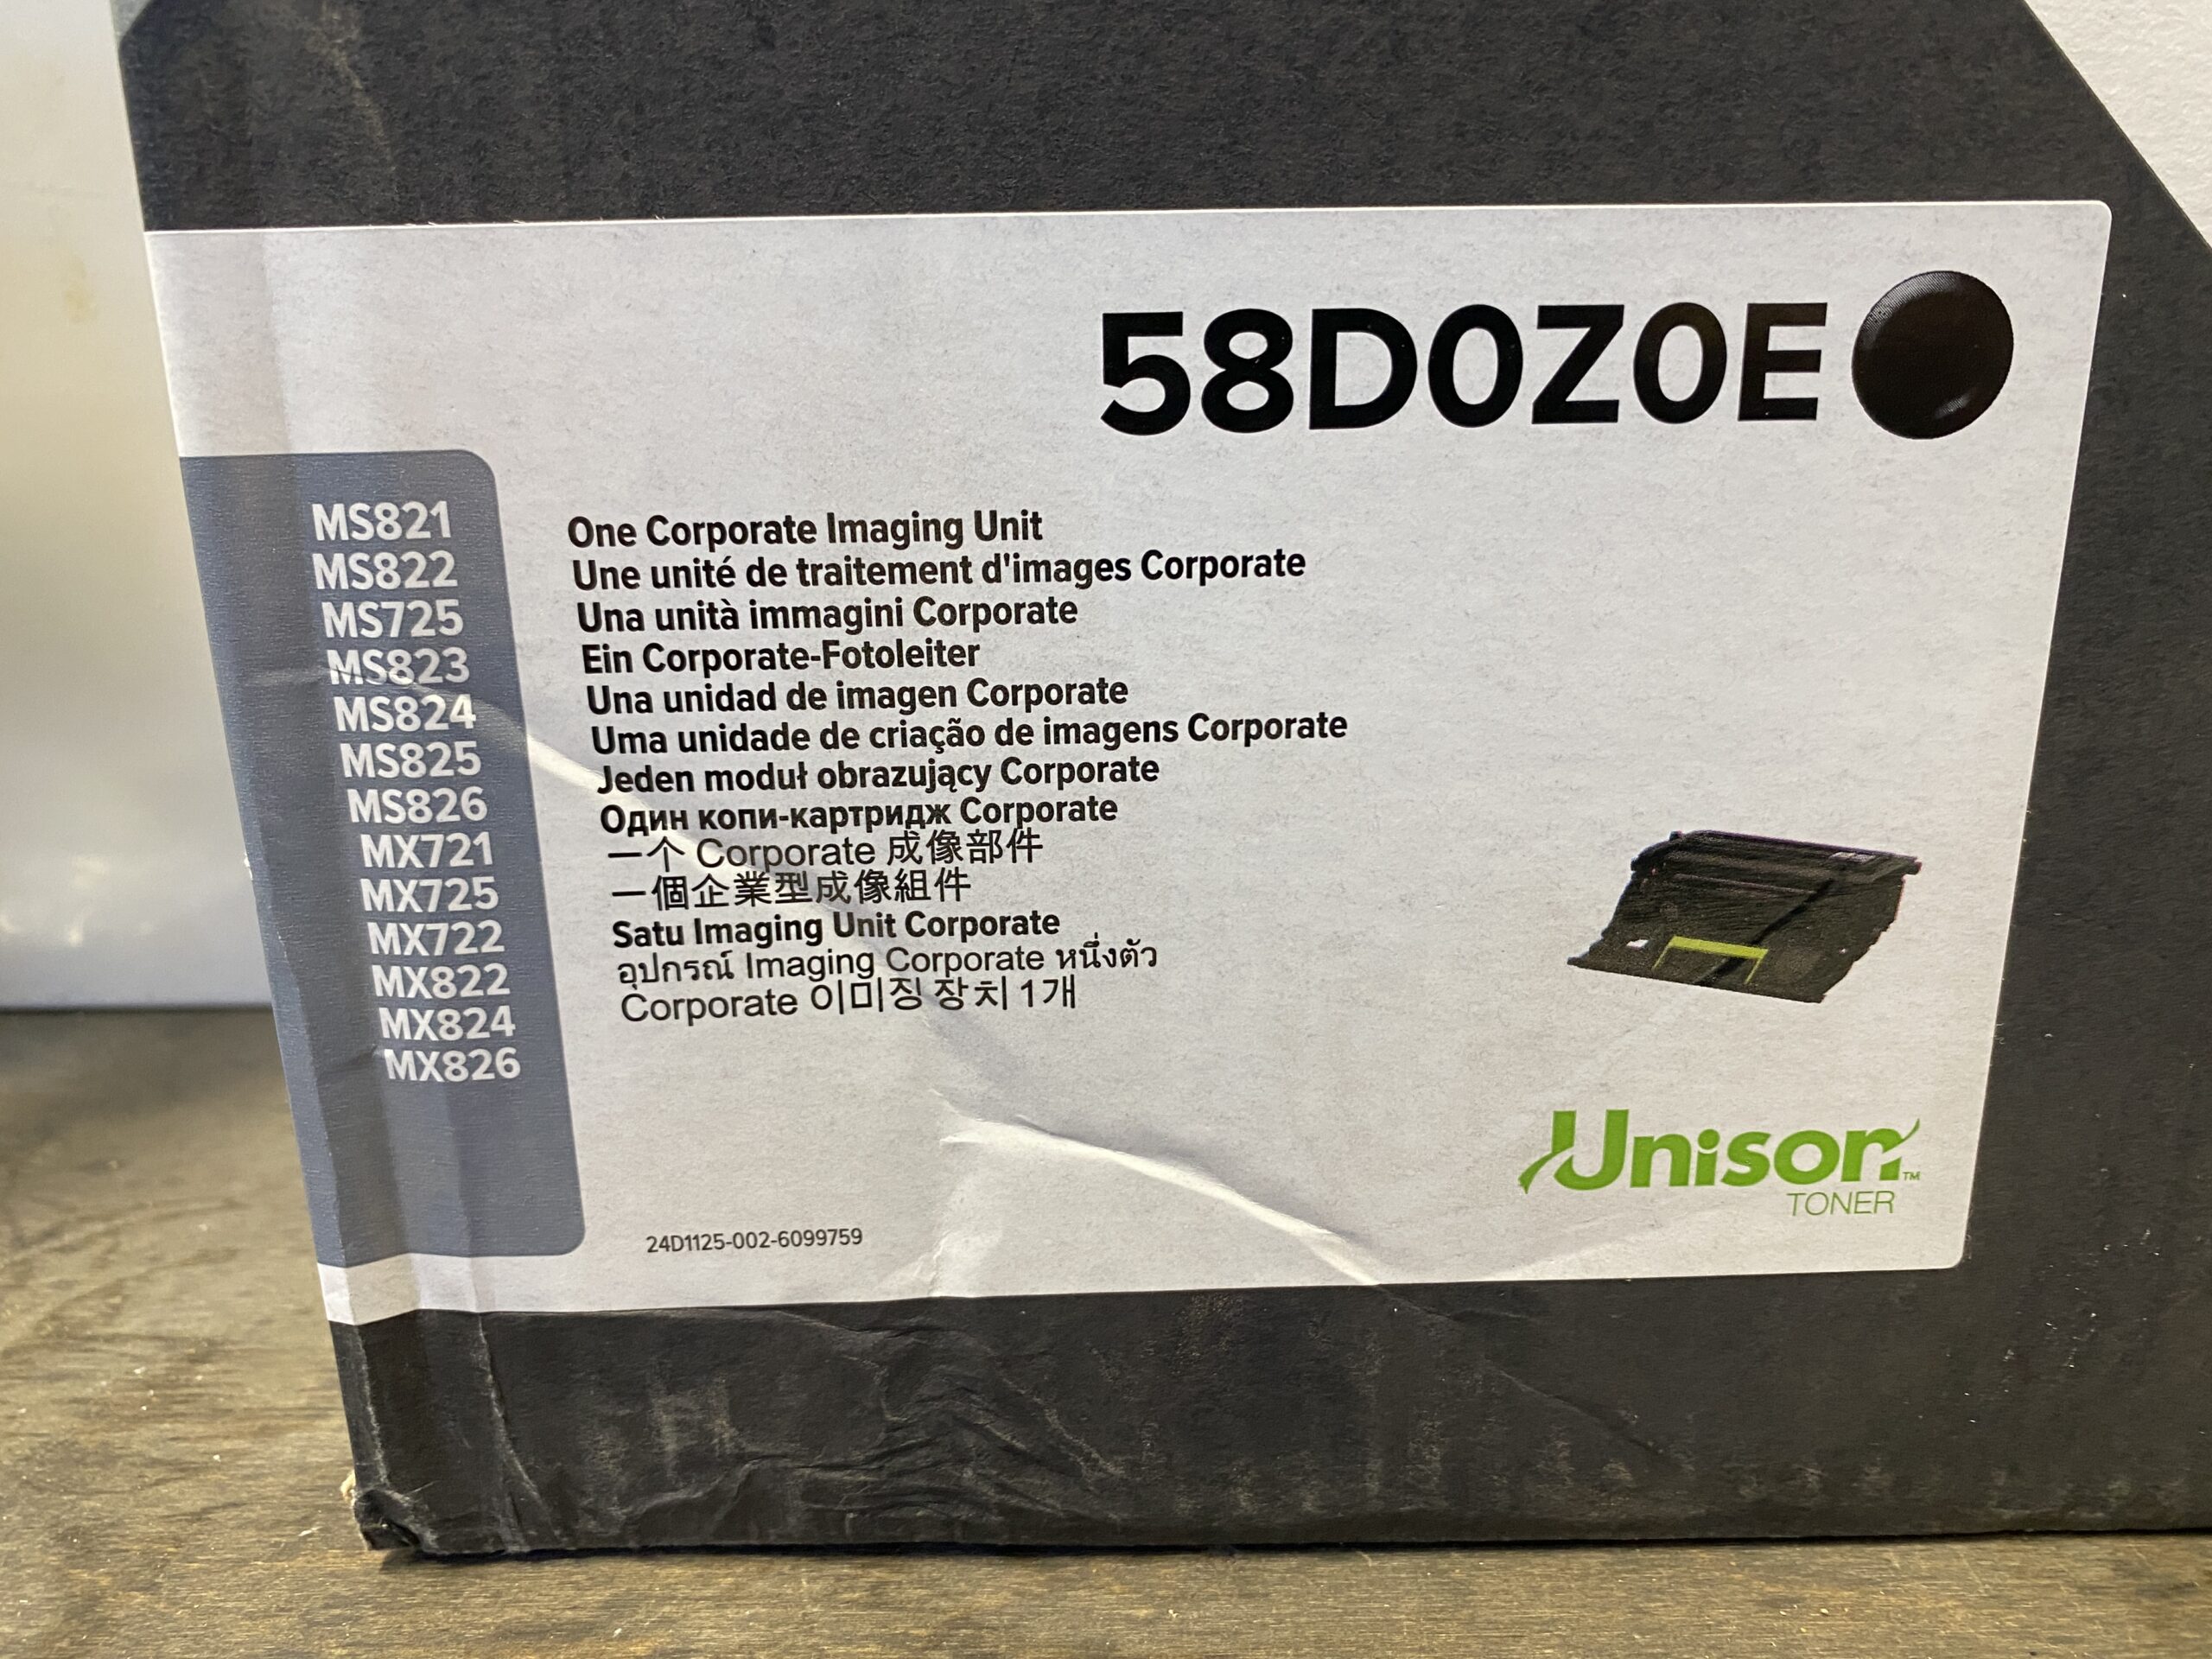 58D0Z0E
MS821
MS822
MS725
MS823
MS824
MS825
MS826
MX721
MX725
MX722
MX822
MX824
MX826
One Corporate Imaging Unit
Une unité de traitement d'images Corporate
Una unità immagini Corporate
Ein Corporate-Fotoleiter
Una unidad de imagen Corporate
Uma unidade de criação de imagens Corporate
Jeden moduł obrazujący Corporate
Один копи-картридж Corporate
一个 Corporate 成像部件
一個企業型成像組件
Satu Imaging Unit Corporate
อุปกรณ์ Imaging Corporate หนึ่งตัว
Corporate 이미징 장치 1개
Unison™
TONER
24D1125-002-6099759